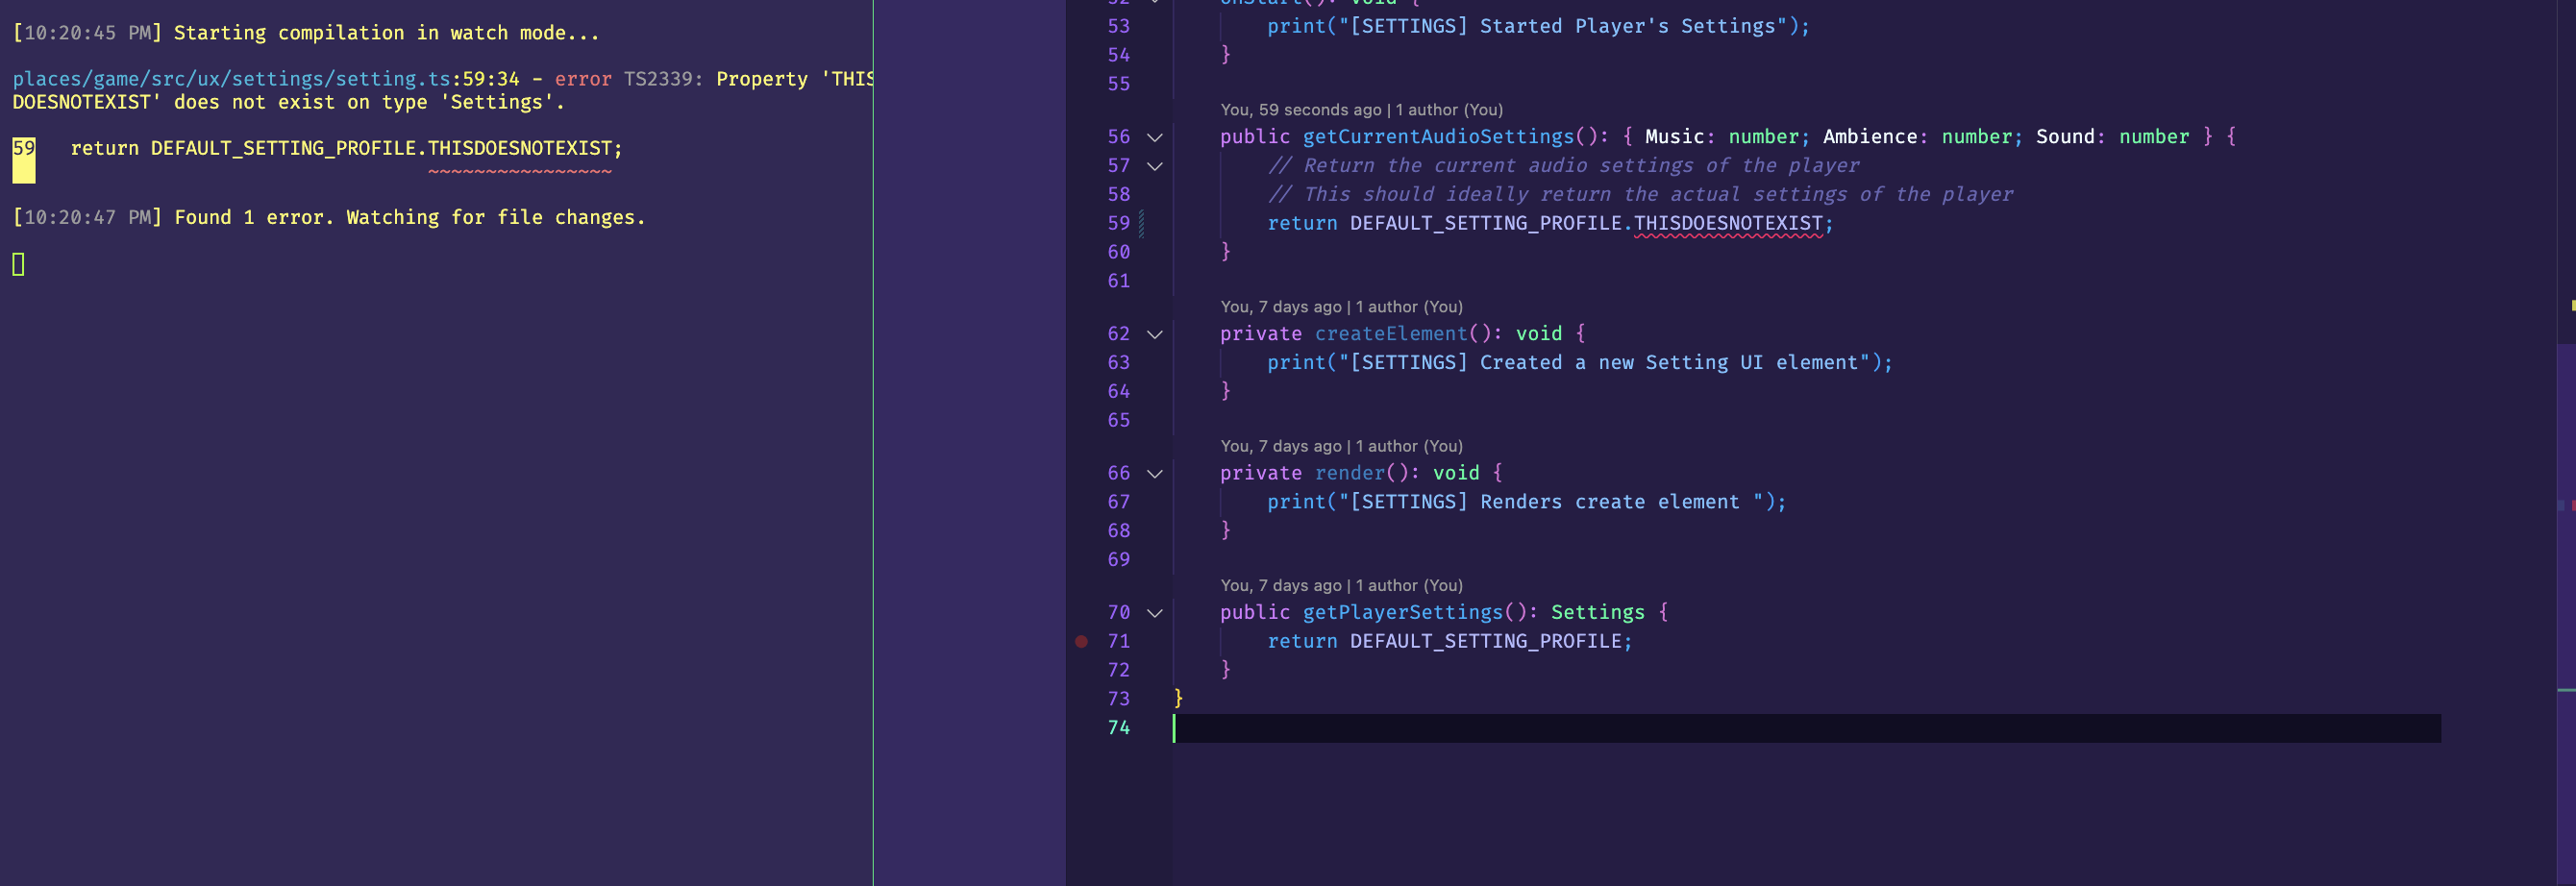 [10:20:45 PM] Starting compilation in watch mode...
places/game/src/ux/settings/setting.ts:59:34 - error TS2339: Property 'THIS
DOESNOTEXIST' does not exist on type 'Settings'.
59   return DEFAULT_SETTING_PROFILE.THISDOESNOTEXIST;
~~~~~~~~~~~~~~~~
[10:20:47 PM] Found 1 error. Watching for file changes.
52 onStart(): void {
53 print("[SETTINGS] Started Player's Settings");
54 }
55
You, 59 seconds ago | 1 author (You)
56 public getCurrentAudioSettings(): { Music: number; Ambience: number; Sound: number } {
57 // Return the current audio settings of the player
58 // This should ideally return the actual settings of the player
59 return DEFAULT_SETTING_PROFILE.THISDOESNOTEXIST;
60 }
61
You, 7 days ago | 1 author (You)
62 private createElement(): void {
63 print("[SETTINGS] Created a new Setting UI element");
64 }
65
You, 7 days ago | 1 author (You)
66 private render(): void {
67 print("[SETTINGS] Renders create element ");
68 }
69
You, 7 days ago | 1 author (You)
70 public getPlayerSettings(): Settings {
71 return DEFAULT_SETTING_PROFILE;
72 }
73 }
74